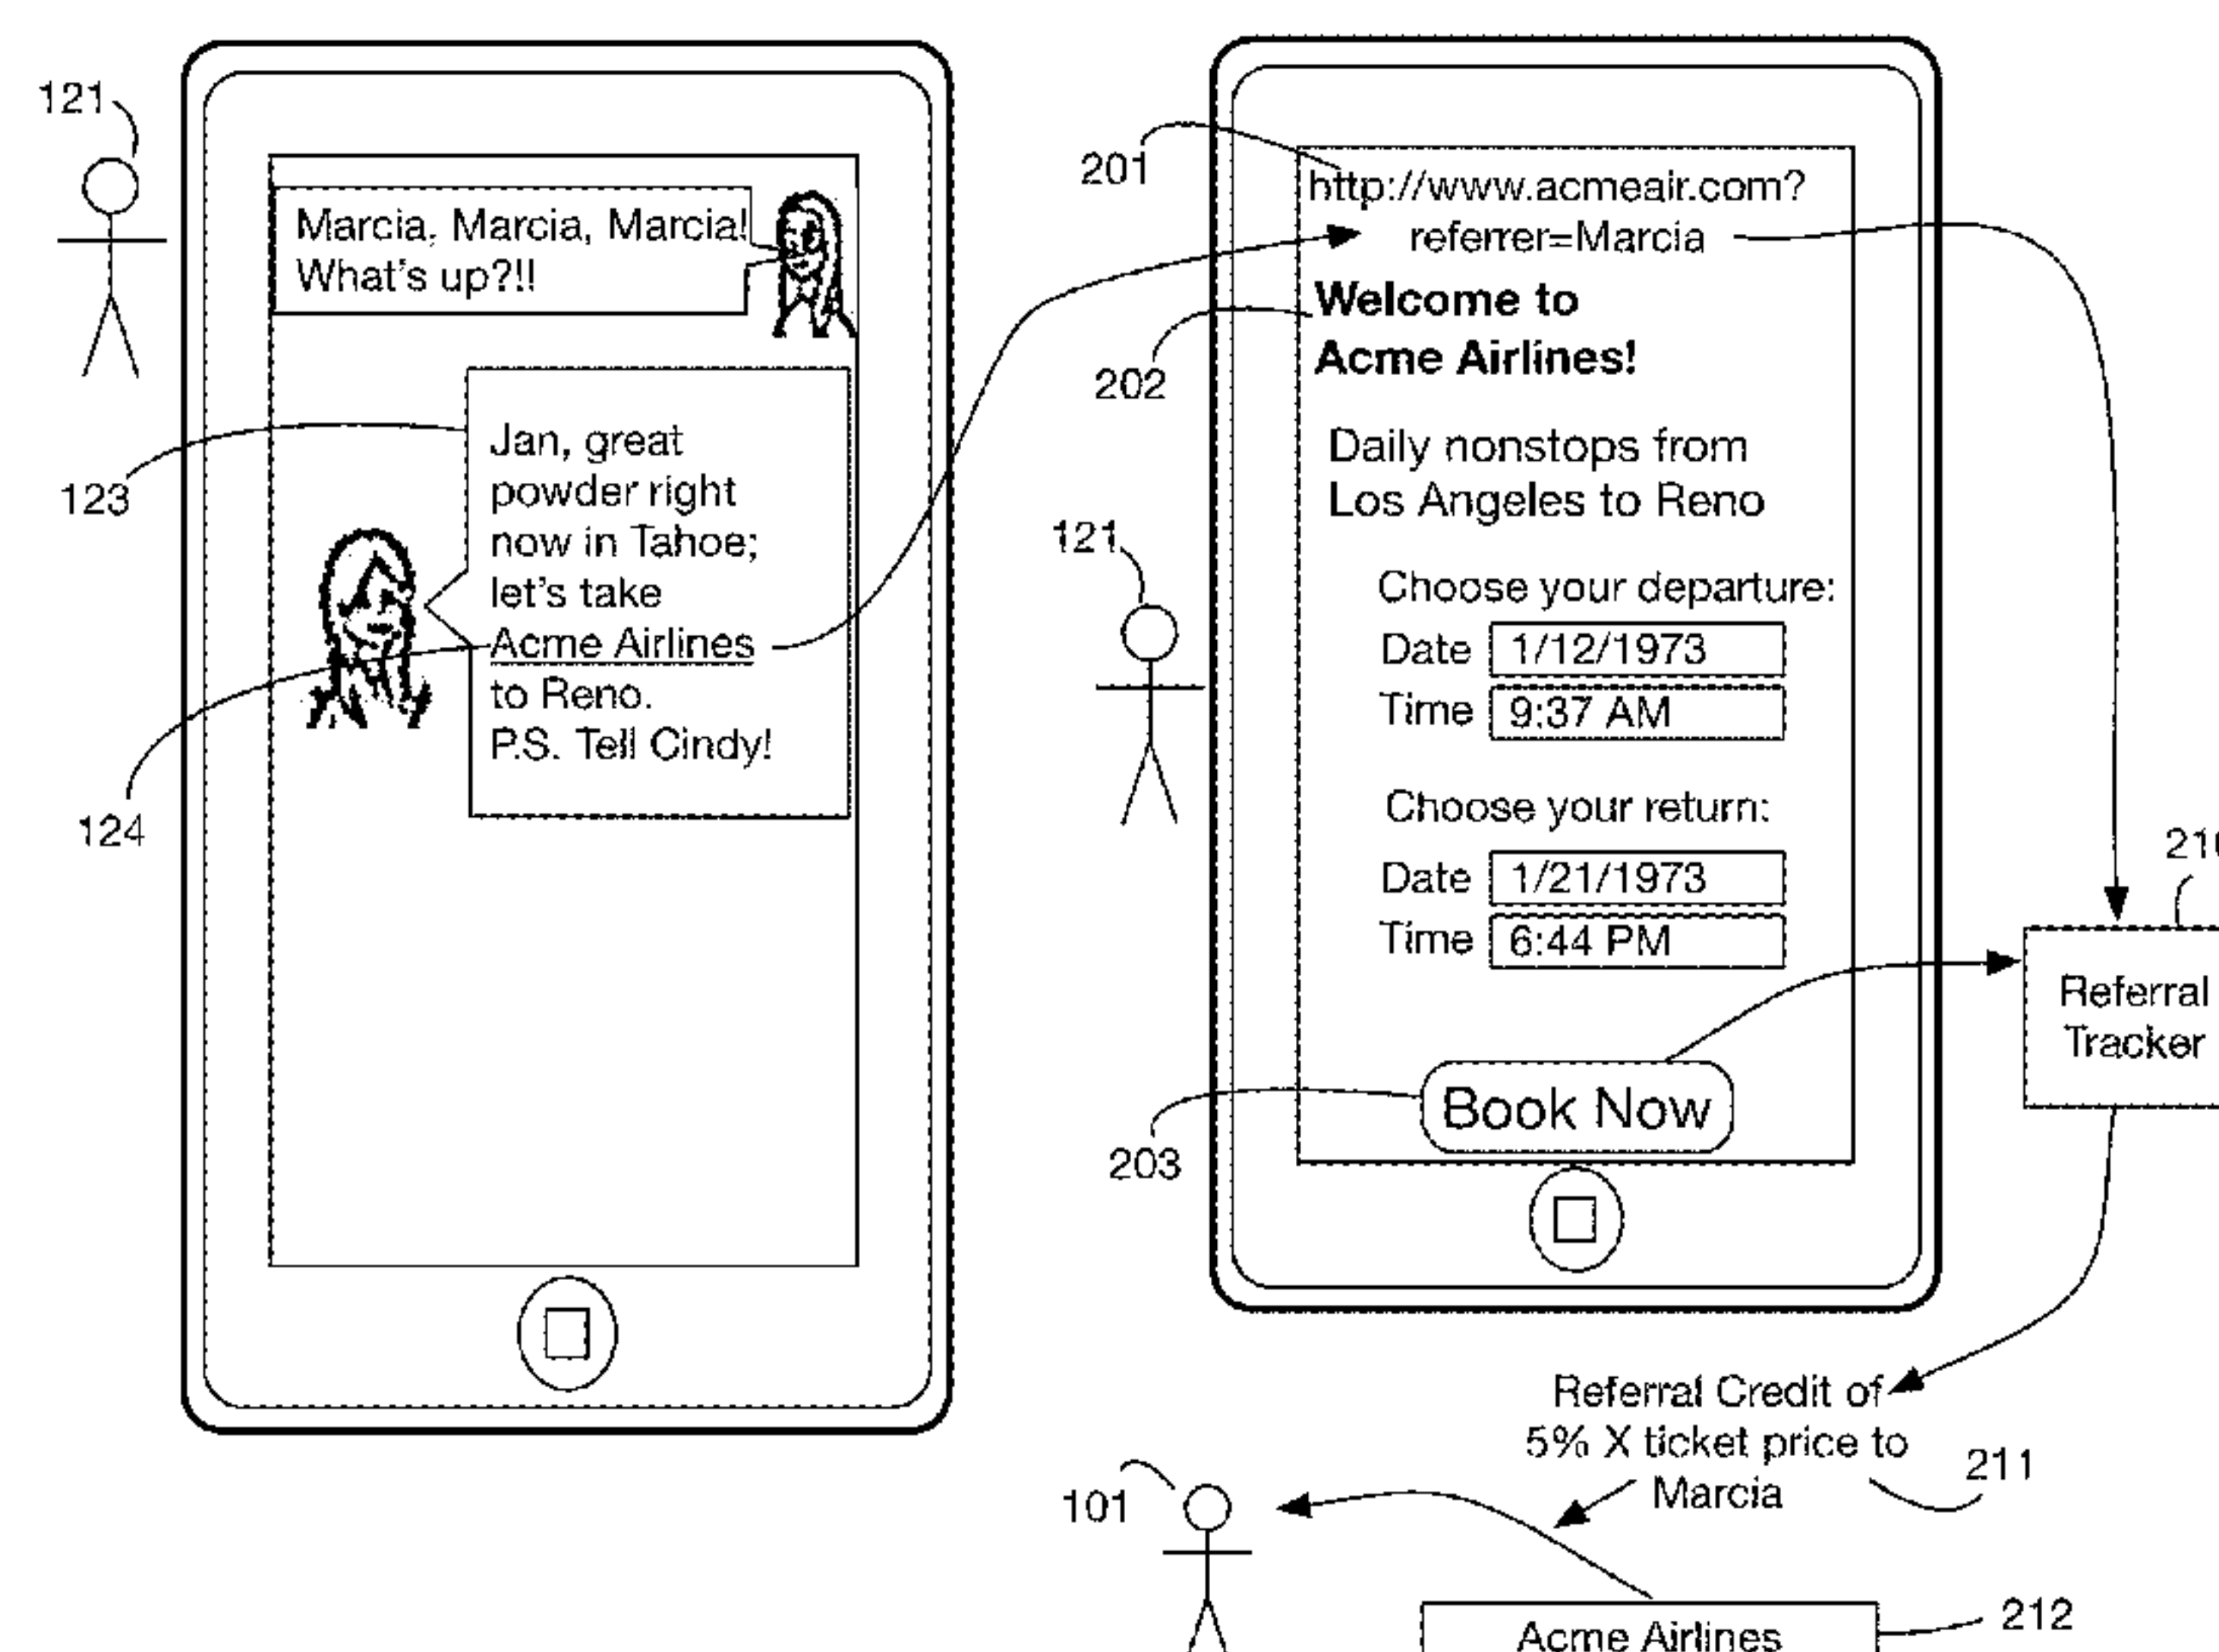 121
Marcia, Marcia, Marcia!
What's up?!!
123
Jan, great
powder right
now in Tahoe;
let's take
Acme Airlines
to Reno.
P.S. Tell Cindy!
124
201
http://www.acmeair.com?
referrer=Marcia
202
Welcome to
Acme Airlines!
Daily nonstops from
Los Angeles to Reno
121
Choose your departure:
Date 1/12/1973
Time 9:37 AM
Choose your return:
Date 1/21/1973
Time 6:44 PM
Book Now
203
Referral
Tracker
Referral Credit of
5% X ticket price to
Marcia
211
101
Acme Airlines
212